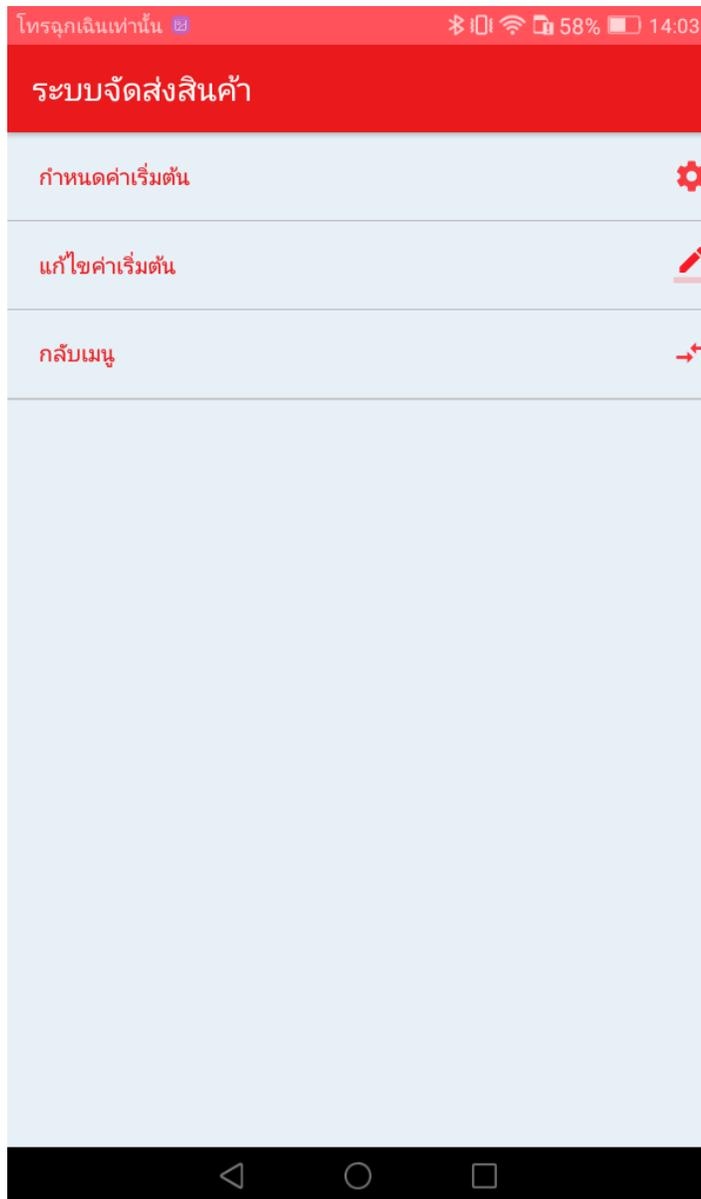 โทรฉุกเฉินเท่านั้น 58% 14:03
ระบบจัดส่งสินค้า
กำหนดค่าเริ่มต้น
แก้ไขค่าเริ่มต้น
กลับเมนู